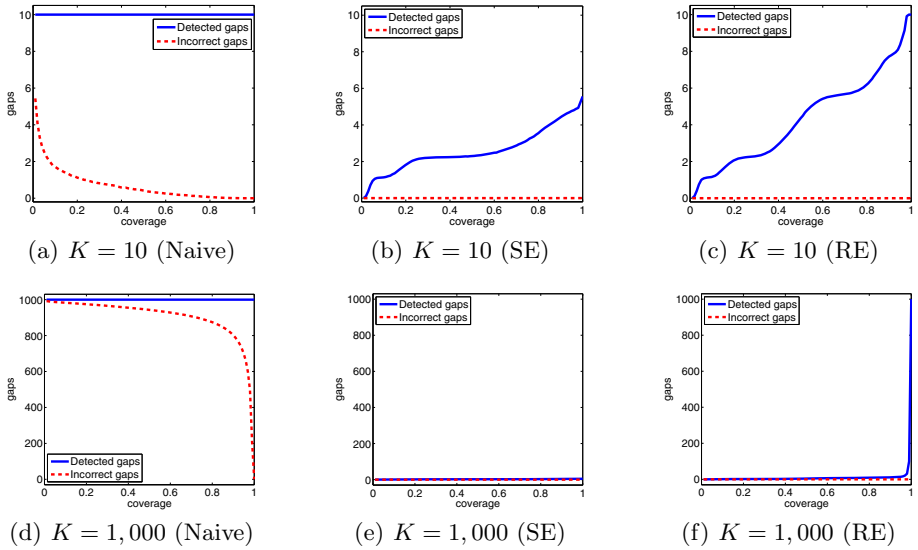 10
8
6
4
2
0
gaps
Detected gaps
Incorrect gaps
0 0.2 0.4 0.6 0.8 1
coverage
(a) K = 10 (Naive)
10
8
6
4
2
0
gaps
Detected gaps
Incorrect gaps
0 0.2 0.4 0.6 0.8 1
coverage
(b) K = 10 (SE)
10
8
6
4
2
0
gaps
Detected gaps
Incorrect gaps
0 0.2 0.4 0.6 0.8 1
coverage
(c) K = 10 (RE)
1000
800
600
400
200
0
gaps
Detected gaps
Incorrect gaps
0.2 0.4 0.6 0.8 1
coverage
(d) K = 1,000 (Naive)
1000
800
600
400
200
0
gaps
Detected gaps
Incorrect gaps
0.2 0.4 0.6 0.8 1
coverage
(e) K = 1,000 (SE)
1000
800
600
400
200
0
gaps
Detected gaps
Incorrect gaps
0.2 0.4 0.6 0.8 1
coverage
(f) K = 1,000 (RE)